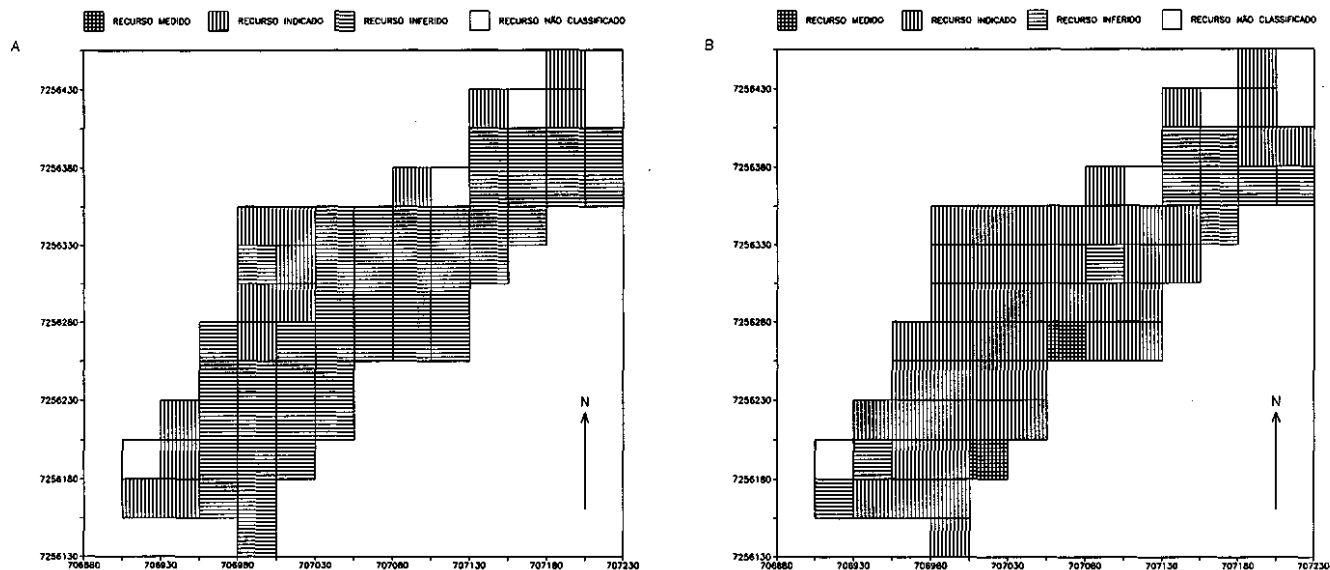 RECURSO MEDIDO RECURSO INDICADO RECURSO INFERIDO RECURSO NÃO CLASSIFICADO
A
7256430
7256380
7256330
7256280
7256230
7256180
7256130
N
706880 706930 706980 707030 707080 707130 707180 707230
RECURSO MEDIDO RECURSO INDICADO RECURSO INFERIDO RECURSO NÃO CLASSIFICADO
B
7256430
7256380
7256330
7256280
7256230
7256180
7256130
N
706880 706930 706980 707030 707080 707130 707180 707230